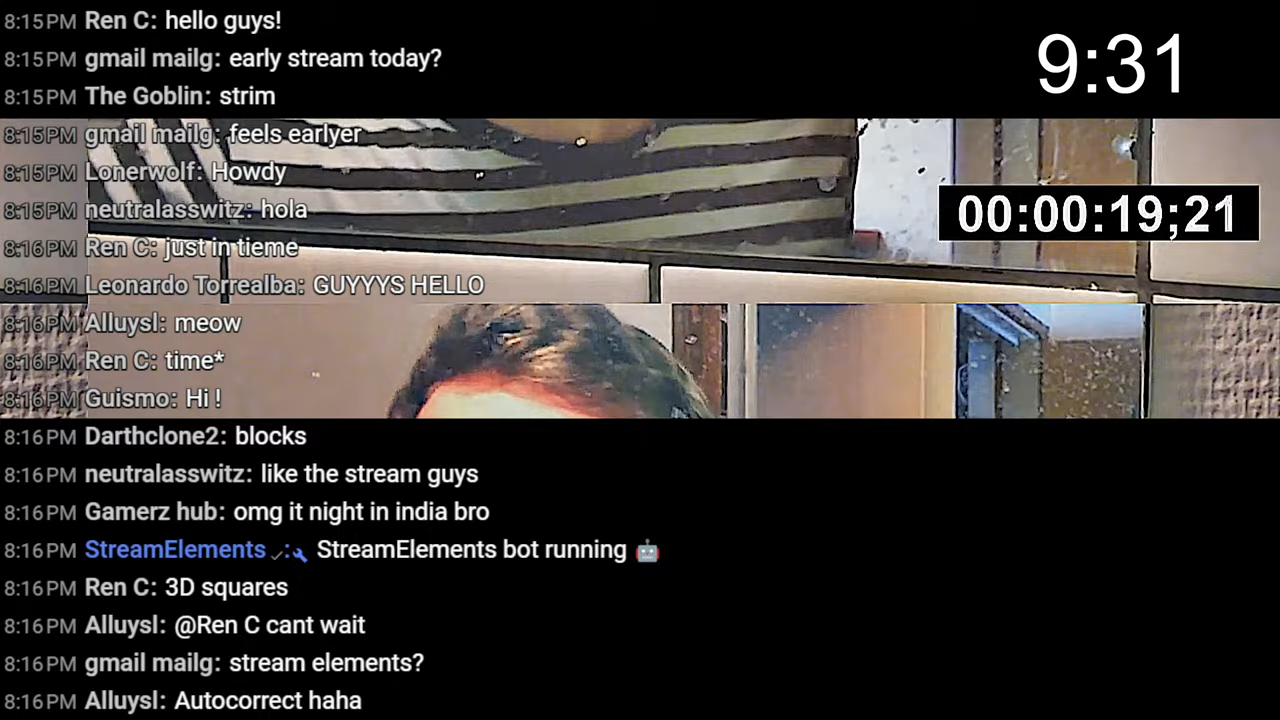 8:15PM Ren C: hello guys!
8:15PM gmail mailg: early stream today?
9:31
8:15PM The Goblin: strim
8:15PM gmail mailg: feels earlyer
8:15PM Lonerwolf: Howdy
8:15PM neutralasswitz: hola
00:00:19;21
8:16PM Ren C: just in tieme
8:16PM Leonardo Torrealba: GUYYYS HELLO
8:16PM Alluysl: meow
8:16PM Ren C: time*
8:16PM Guismo: Hi !
8:16PM Darthclone2: blocks
8:16PM neutralasswitz: like the stream guys
8:16PM Gamerz hub: omg it night in india bro
8:16PM StreamElements ✓: StreamElements bot running 🤖
8:16PM Ren C: 3D squares
8:16PM Alluysl: @Ren C cant wait
8:16PM gmail mailg: stream elements?
8:16PM Alluysl: Autocorrect haha